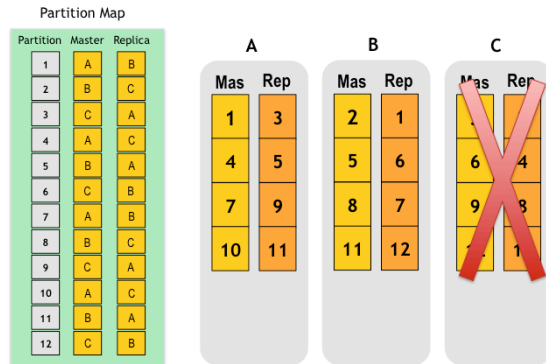 Partition Map
Partition Master Replica
1 A B
2 B C
3 C A
4 A C
5 B A
6 C B
7 A B
8 B C
9 C A
10 A C
11 B A
12 C B
A
Mas Rep
1 3
4 5
7 9
10 11
B
Mas Rep
2 1
5 6
8 7
11 12
C
Mas Rep
6 4
9 8